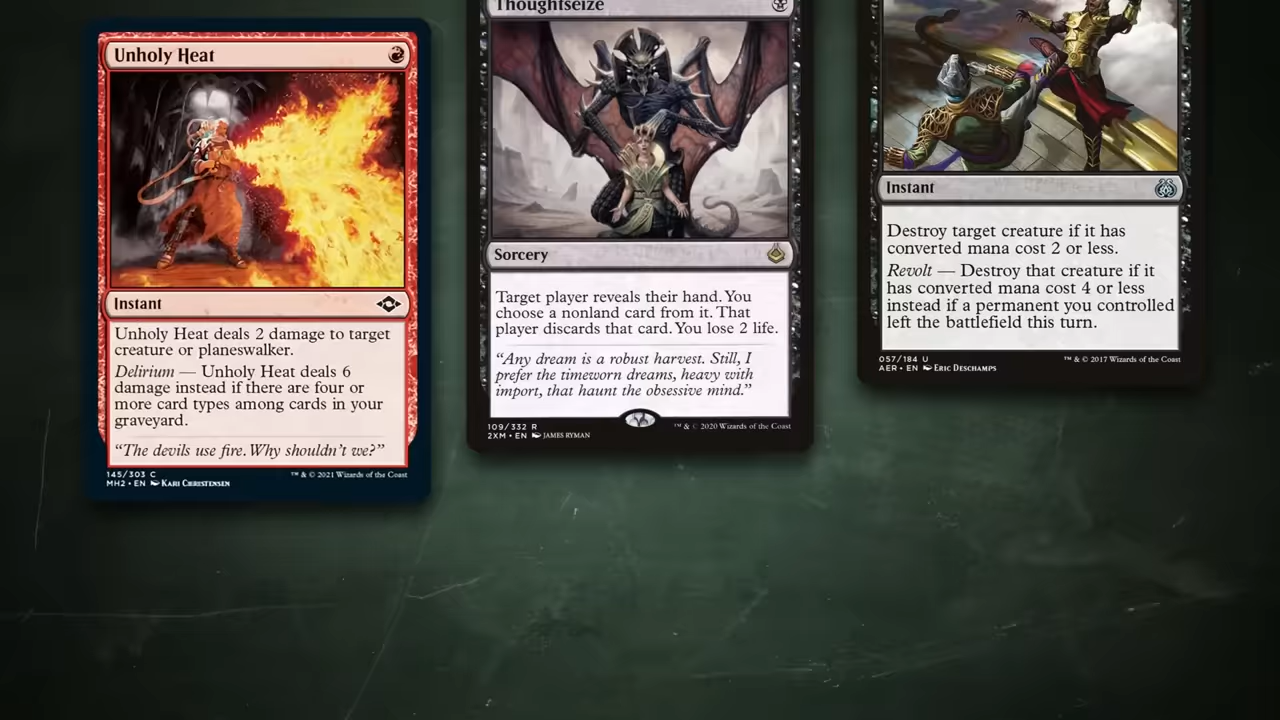 Unholy Heat
Instant
Unholy Heat deals 2 damage to target
creature or planeswalker.
Delirium — Unholy Heat deals 6
damage instead if there are four or
more card types among cards in your
graveyard.
“The devils use fire. Why shouldn’t we?”
145/303 C
MH2 • EN Kari Christensen
™ & © 2021 Wizards of the Coast
Thoughtseize
Sorcery
Target player reveals their hand. You
choose a nonland card from it. That
player discards that card. You lose 2 life.
“Any dream is a robust harvest. Still, I
prefer the timeworn dreams, heavy with
import, that haunt the obsessive mind.”
109/332 R
2XM • EN James Ryman
™ & © 2020 Wizards of the Coast
Instant
Destroy target creature if it has
converted mana cost 2 or less.
Revolt — Destroy that creature if it
has converted mana cost 4 or less
instead if a permanent you controlled
left the battlefield this turn.
057/184 U
AER • EN Eric Deschamps
™ & © 2017 Wizards of the Coast